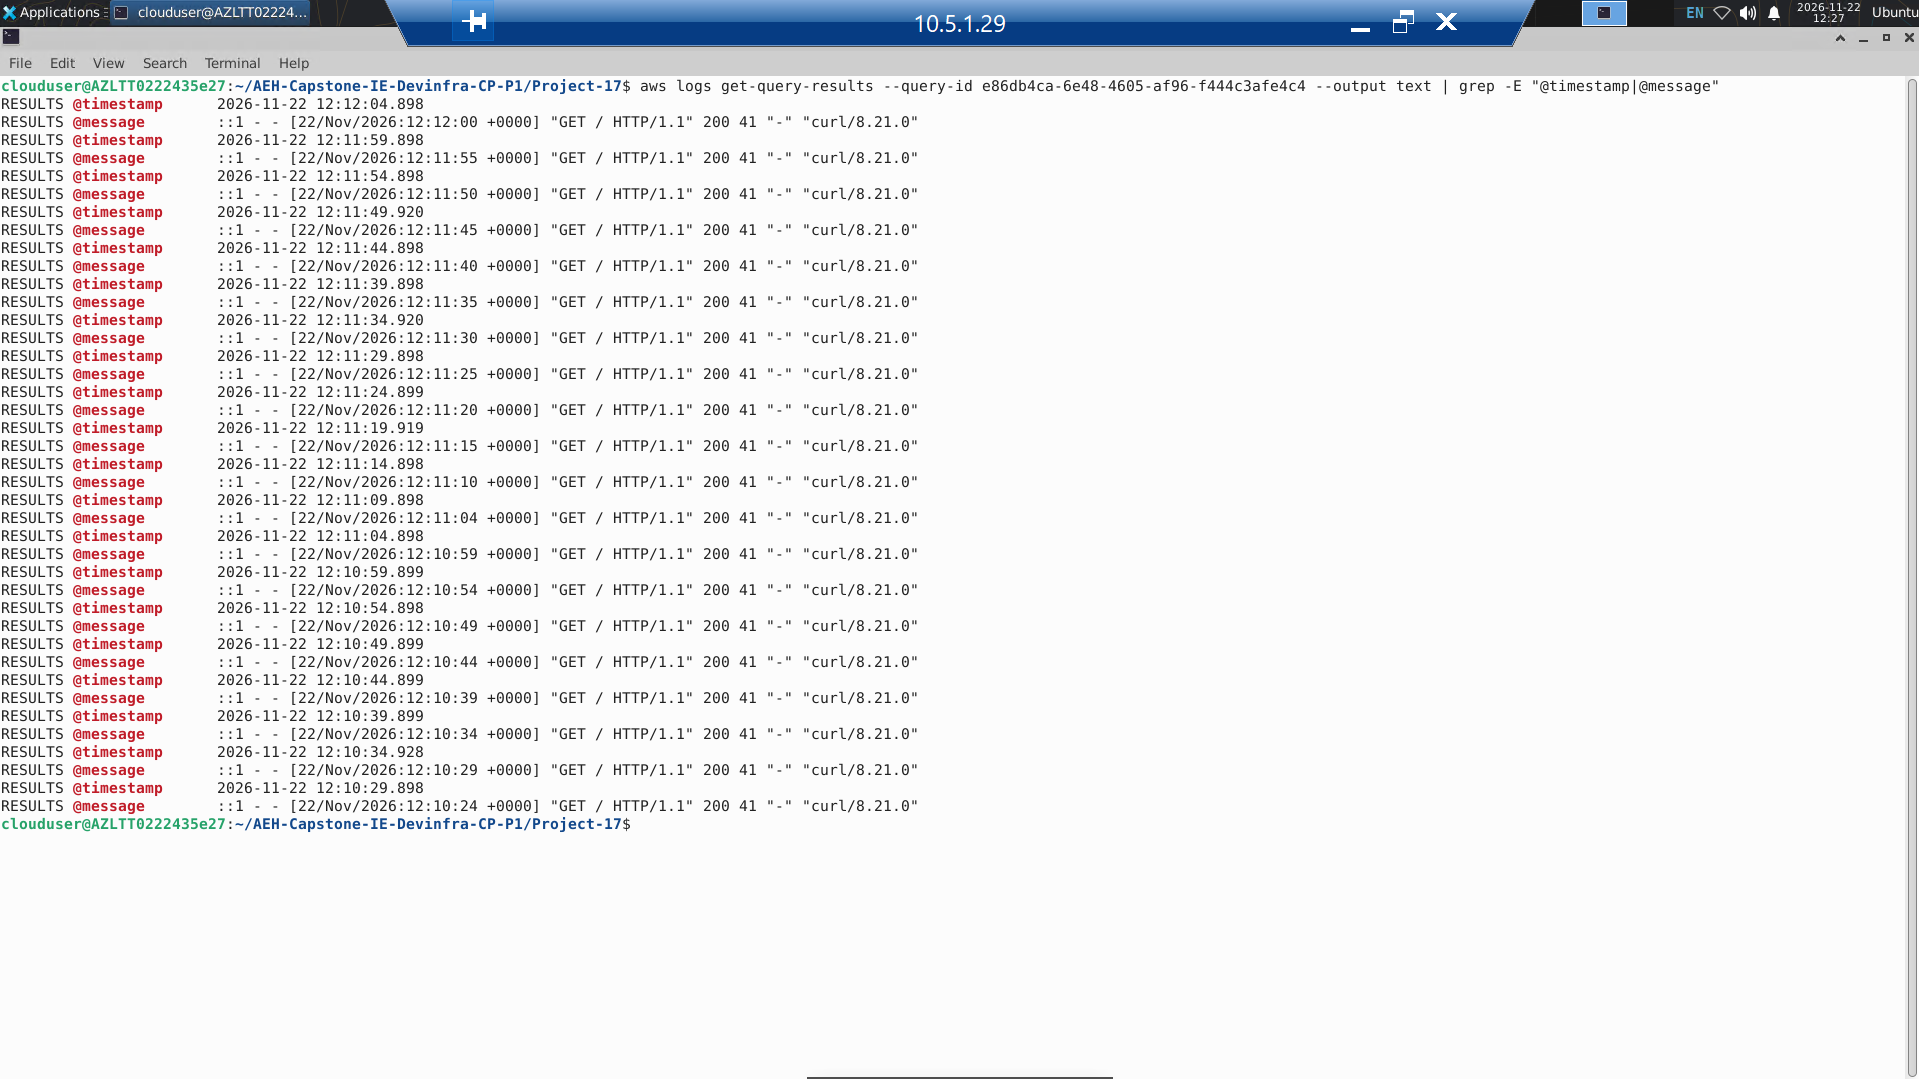 Applications
clouduser@AZLTT02224...
10.5.1.29
EN
2026-11-22
12:27
Ubuntu
File Edit View Search Terminal Help
clouduser@AZLTT0222435e27:~/AEH-Capstone-IE-Devinfra-CP-P1/Project-17$ aws logs get-query-results --query-id e86db4ca-6e48-4605-af96-f444c3afe4c4 --output text | grep -E "@timestamp|@message"
RESULTS @timestamp 2026-11-22 12:12:04.898
RESULTS @message ::1 - - [22/Nov/2026:12:12:00 +0000] "GET / HTTP/1.1" 200 41 "-" "curl/8.21.0"
RESULTS @timestamp 2026-11-22 12:11:59.898
RESULTS @message ::1 - - [22/Nov/2026:12:11:55 +0000] "GET / HTTP/1.1" 200 41 "-" "curl/8.21.0"
RESULTS @timestamp 2026-11-22 12:11:54.898
RESULTS @message ::1 - - [22/Nov/2026:12:11:50 +0000] "GET / HTTP/1.1" 200 41 "-" "curl/8.21.0"
RESULTS @timestamp 2026-11-22 12:11:49.920
RESULTS @message ::1 - - [22/Nov/2026:12:11:45 +0000] "GET / HTTP/1.1" 200 41 "-" "curl/8.21.0"
RESULTS @timestamp 2026-11-22 12:11:44.898
RESULTS @message ::1 - - [22/Nov/2026:12:11:40 +0000] "GET / HTTP/1.1" 200 41 "-" "curl/8.21.0"
RESULTS @timestamp 2026-11-22 12:11:39.898
RESULTS @message ::1 - - [22/Nov/2026:12:11:35 +0000] "GET / HTTP/1.1" 200 41 "-" "curl/8.21.0"
RESULTS @timestamp 2026-11-22 12:11:34.920
RESULTS @message ::1 - - [22/Nov/2026:12:11:30 +0000] "GET / HTTP/1.1" 200 41 "-" "curl/8.21.0"
RESULTS @timestamp 2026-11-22 12:11:29.898
RESULTS @message ::1 - - [22/Nov/2026:12:11:25 +0000] "GET / HTTP/1.1" 200 41 "-" "curl/8.21.0"
RESULTS @timestamp 2026-11-22 12:11:24.899
RESULTS @message ::1 - - [22/Nov/2026:12:11:20 +0000] "GET / HTTP/1.1" 200 41 "-" "curl/8.21.0"
RESULTS @timestamp 2026-11-22 12:11:19.919
RESULTS @message ::1 - - [22/Nov/2026:12:11:15 +0000] "GET / HTTP/1.1" 200 41 "-" "curl/8.21.0"
RESULTS @timestamp 2026-11-22 12:11:14.898
RESULTS @message ::1 - - [22/Nov/2026:12:11:10 +0000] "GET / HTTP/1.1" 200 41 "-" "curl/8.21.0"
RESULTS @timestamp 2026-11-22 12:11:09.898
RESULTS @message ::1 - - [22/Nov/2026:12:11:04 +0000] "GET / HTTP/1.1" 200 41 "-" "curl/8.21.0"
RESULTS @timestamp 2026-11-22 12:11:04.898
RESULTS @message ::1 - - [22/Nov/2026:12:10:59 +0000] "GET / HTTP/1.1" 200 41 "-" "curl/8.21.0"
RESULTS @timestamp 2026-11-22 12:10:59.899
RESULTS @message ::1 - - [22/Nov/2026:12:10:54 +0000] "GET / HTTP/1.1" 200 41 "-" "curl/8.21.0"
RESULTS @timestamp 2026-11-22 12:10:54.898
RESULTS @message ::1 - - [22/Nov/2026:12:10:49 +0000] "GET / HTTP/1.1" 200 41 "-" "curl/8.21.0"
RESULTS @timestamp 2026-11-22 12:10:49.899
RESULTS @message ::1 - - [22/Nov/2026:12:10:44 +0000] "GET / HTTP/1.1" 200 41 "-" "curl/8.21.0"
RESULTS @timestamp 2026-11-22 12:10:44.899
RESULTS @message ::1 - - [22/Nov/2026:12:10:39 +0000] "GET / HTTP/1.1" 200 41 "-" "curl/8.21.0"
RESULTS @timestamp 2026-11-22 12:10:39.899
RESULTS @message ::1 - - [22/Nov/2026:12:10:34 +0000] "GET / HTTP/1.1" 200 41 "-" "curl/8.21.0"
RESULTS @timestamp 2026-11-22 12:10:34.928
RESULTS @message ::1 - - [22/Nov/2026:12:10:29 +0000] "GET / HTTP/1.1" 200 41 "-" "curl/8.21.0"
RESULTS @timestamp 2026-11-22 12:10:29.898
RESULTS @message ::1 - - [22/Nov/2026:12:10:24 +0000] "GET / HTTP/1.1" 200 41 "-" "curl/8.21.0"
clouduser@AZLTT0222435e27:~/AEH-Capstone-IE-Devinfra-CP-P1/Project-17$